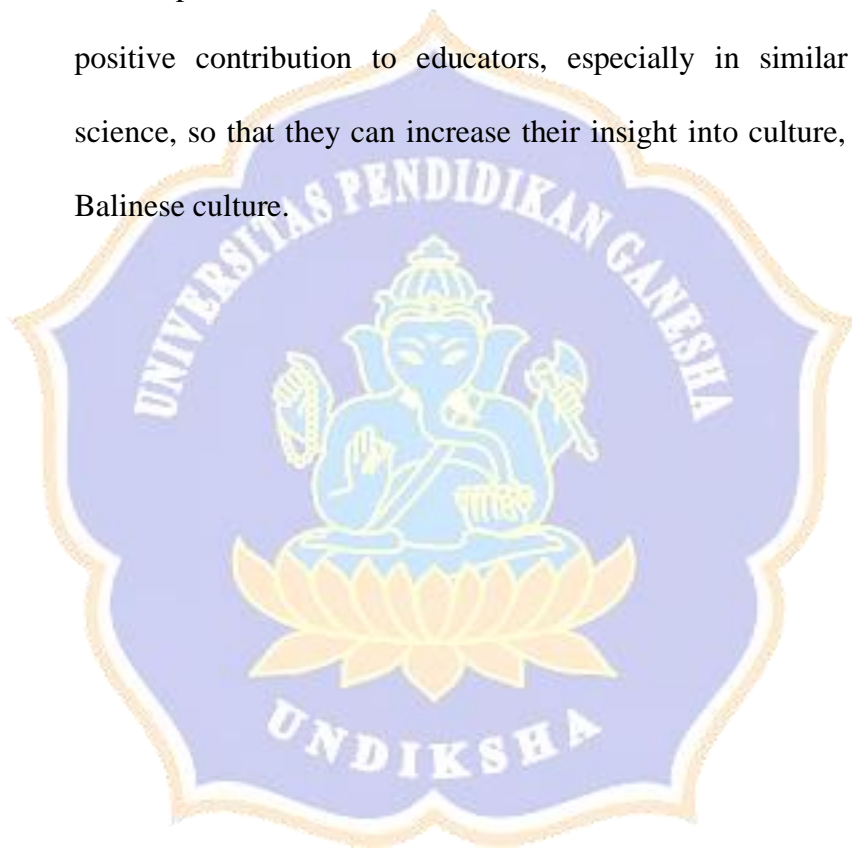 positive contribution to educators, especially in similar
science, so that they can increase their insight into culture,
Balinese culture.
UNIVERSITAS PENDIDIKAN GANESHA
UNDIKSHA